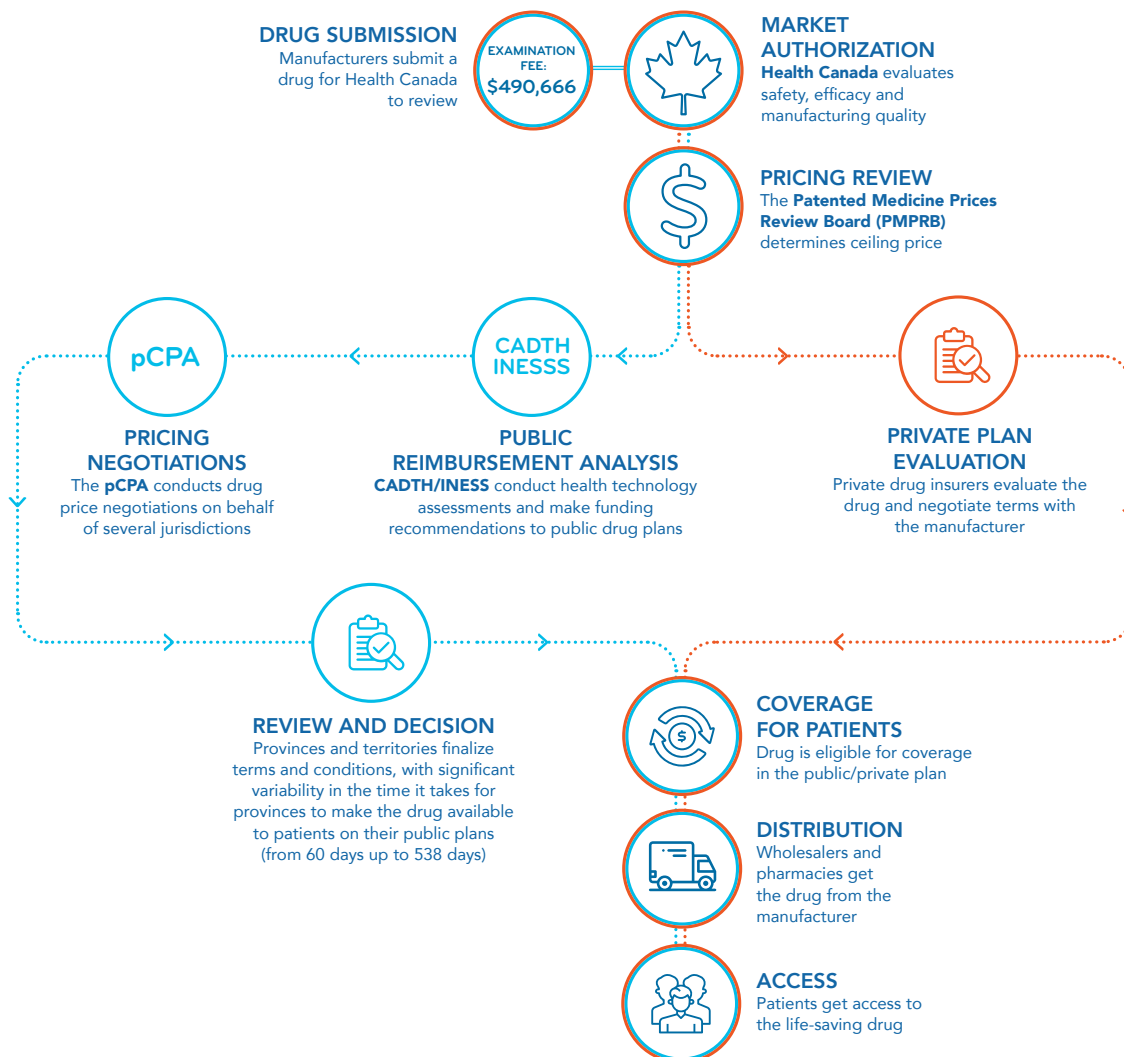 DRUG SUBMISSION
Manufacturers submit a
drug for Health Canada
to review
EXAMINATION
FEE:
$490,666
MARKET
AUTHORIZATION
Health Canada evaluates
safety, efficacy and
manufacturing quality
$
PRICING REVIEW
The Patented Medicine Prices
Review Board (PMPRB)
determines ceiling price
pCPA
PRICING
NEGOTIATIONS
The pCPA conducts drug
price negotiations on behalf
of several jurisdictions
CADTH
INESSS
PUBLIC
REIMBURSEMENT ANALYSIS
CADTH/INESS conduct health technology
assessments and make funding
recommendations to public drug plans
PRIVATE PLAN
EVALUATION
Private drug insurers evaluate the
drug and negotiate terms with
the manufacturer
REVIEW AND DECISION
Provinces and territories finalize
terms and conditions, with significant
variability in the time it takes for
provinces to make the drug available
to patients on their public plans
(from 60 days up to 538 days)
$
COVERAGE
FOR PATIENTS
Drug is eligible for coverage
in the public/private plan
DISTRIBUTION
Wholesalers and
pharmacies get
the drug from the
manufacturer
ACCESS
Patients get access to
the life-saving drug